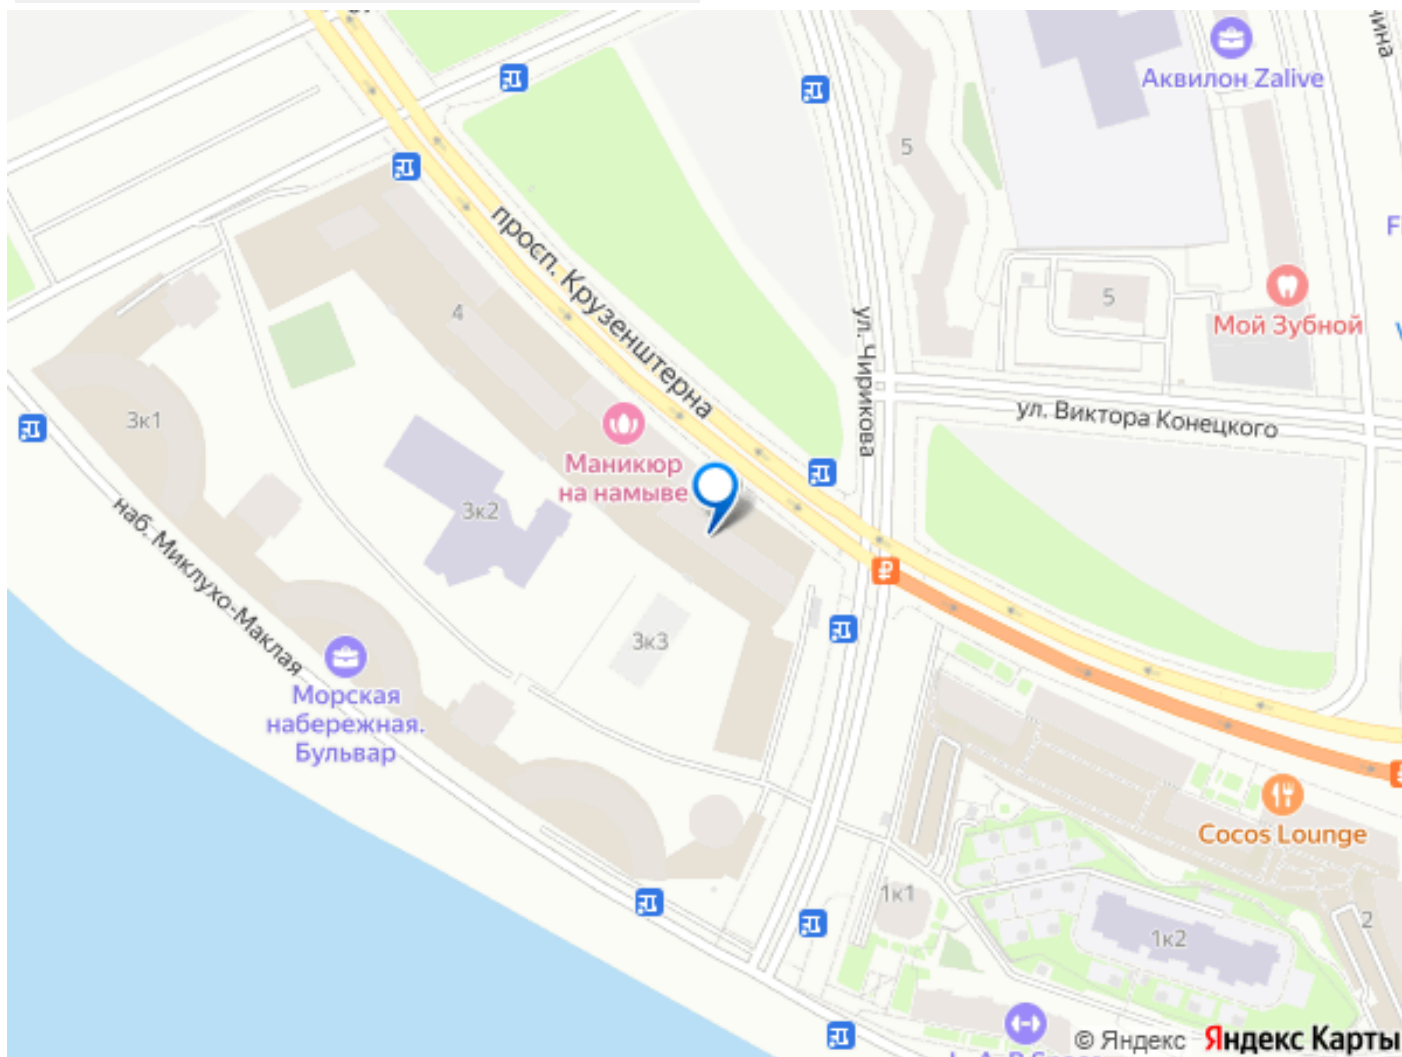 Аквилон Zalive
5
просп. Крузенштерна
ул. Чирикова
5
Мой Зубной
4
3к1
ул. Виктора Конецкого
Маникюр
на намыве
3к2
наб. Миклухо-Маклая
3к3
Морская
набережная.
Бульвар
Cocos Lounge
1к1
2
1к2
© Яндекс Яндекс Карты